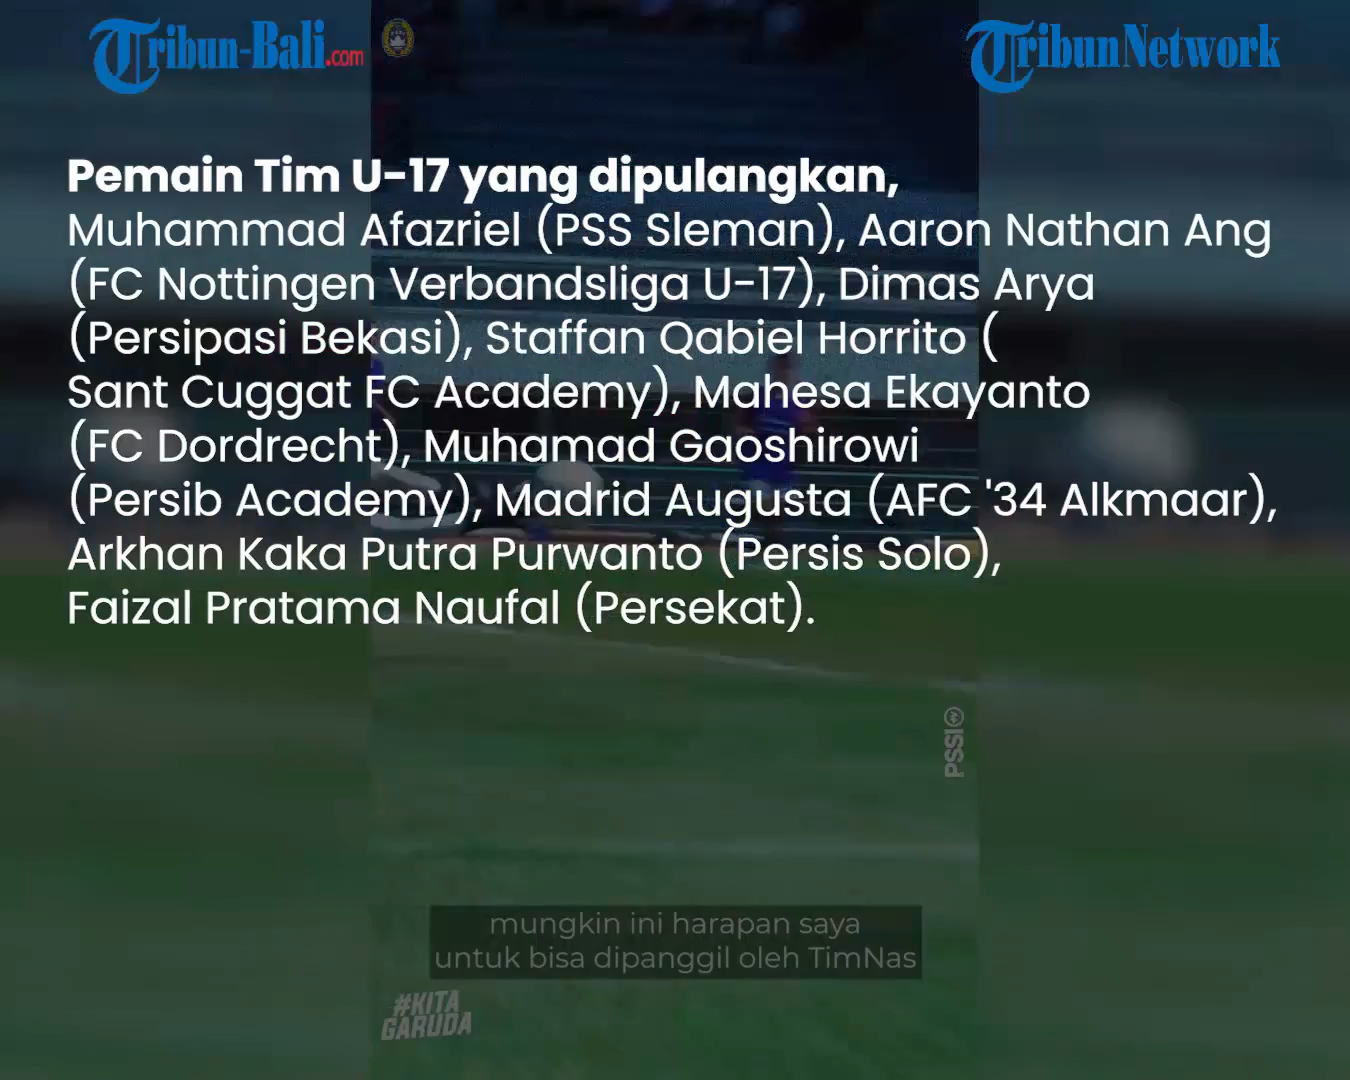 Tribun-Bali.com
TribunNetwork
Pemain Tim U-17 yang dipulangkan,
Muhammad Afazriel (PSS Sleman), Aaron Nathan Ang
(FC Nottingen Verbandsliga U-17), Dimas Arya
(Persipasi Bekasi), Staffan Qabiel Horrito (
Sant Cuggat FC Academy), Mahesa Ekayanto
(FC Dordrecht), Muhamad Gaoshirowi
(Persib Academy), Madrid Augusta (AFC '34 Alkmaar),
Arkhan Kaka Putra Purwanto (Persis Solo),
Faizal Pratama Naufal (Persekat).
PSSI
mungkin ini harapan saya
untuk bisa dipanggil oleh TimNas
#KITA
GARUDA